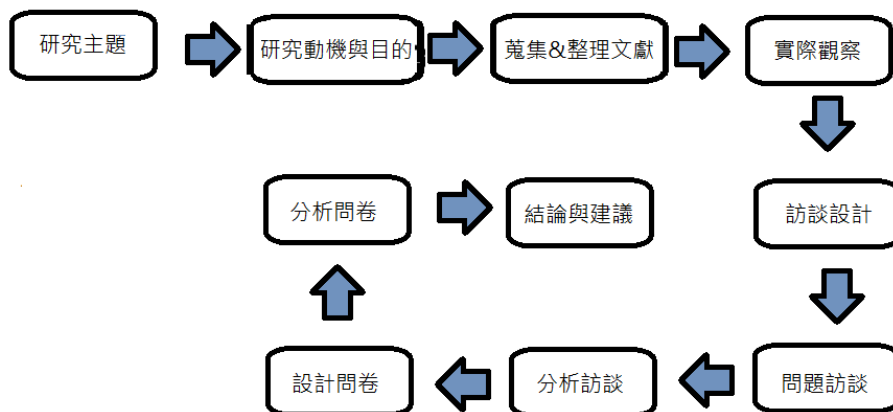 研究主題
研究動機與目的
蒐集&整理文獻
實際觀察
訪談設計
問題訪談
分析訪談
設計問卷
分析問卷
結論與建議